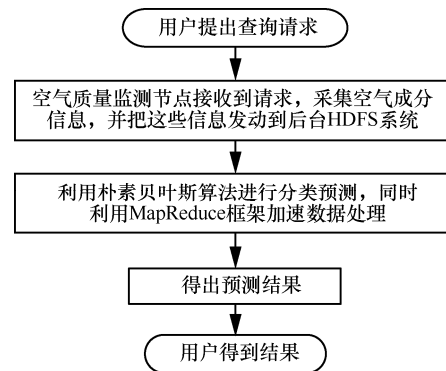 用户提出查询请求
空气质量监测节点接收到请求，采集空气成分
信息，并把这些信息发动到后台HDFS系统
利用朴素贝叶斯算法进行分类预测，同时
利用MapReduce框架加速数据处理
得出预测结果
用户得到结果